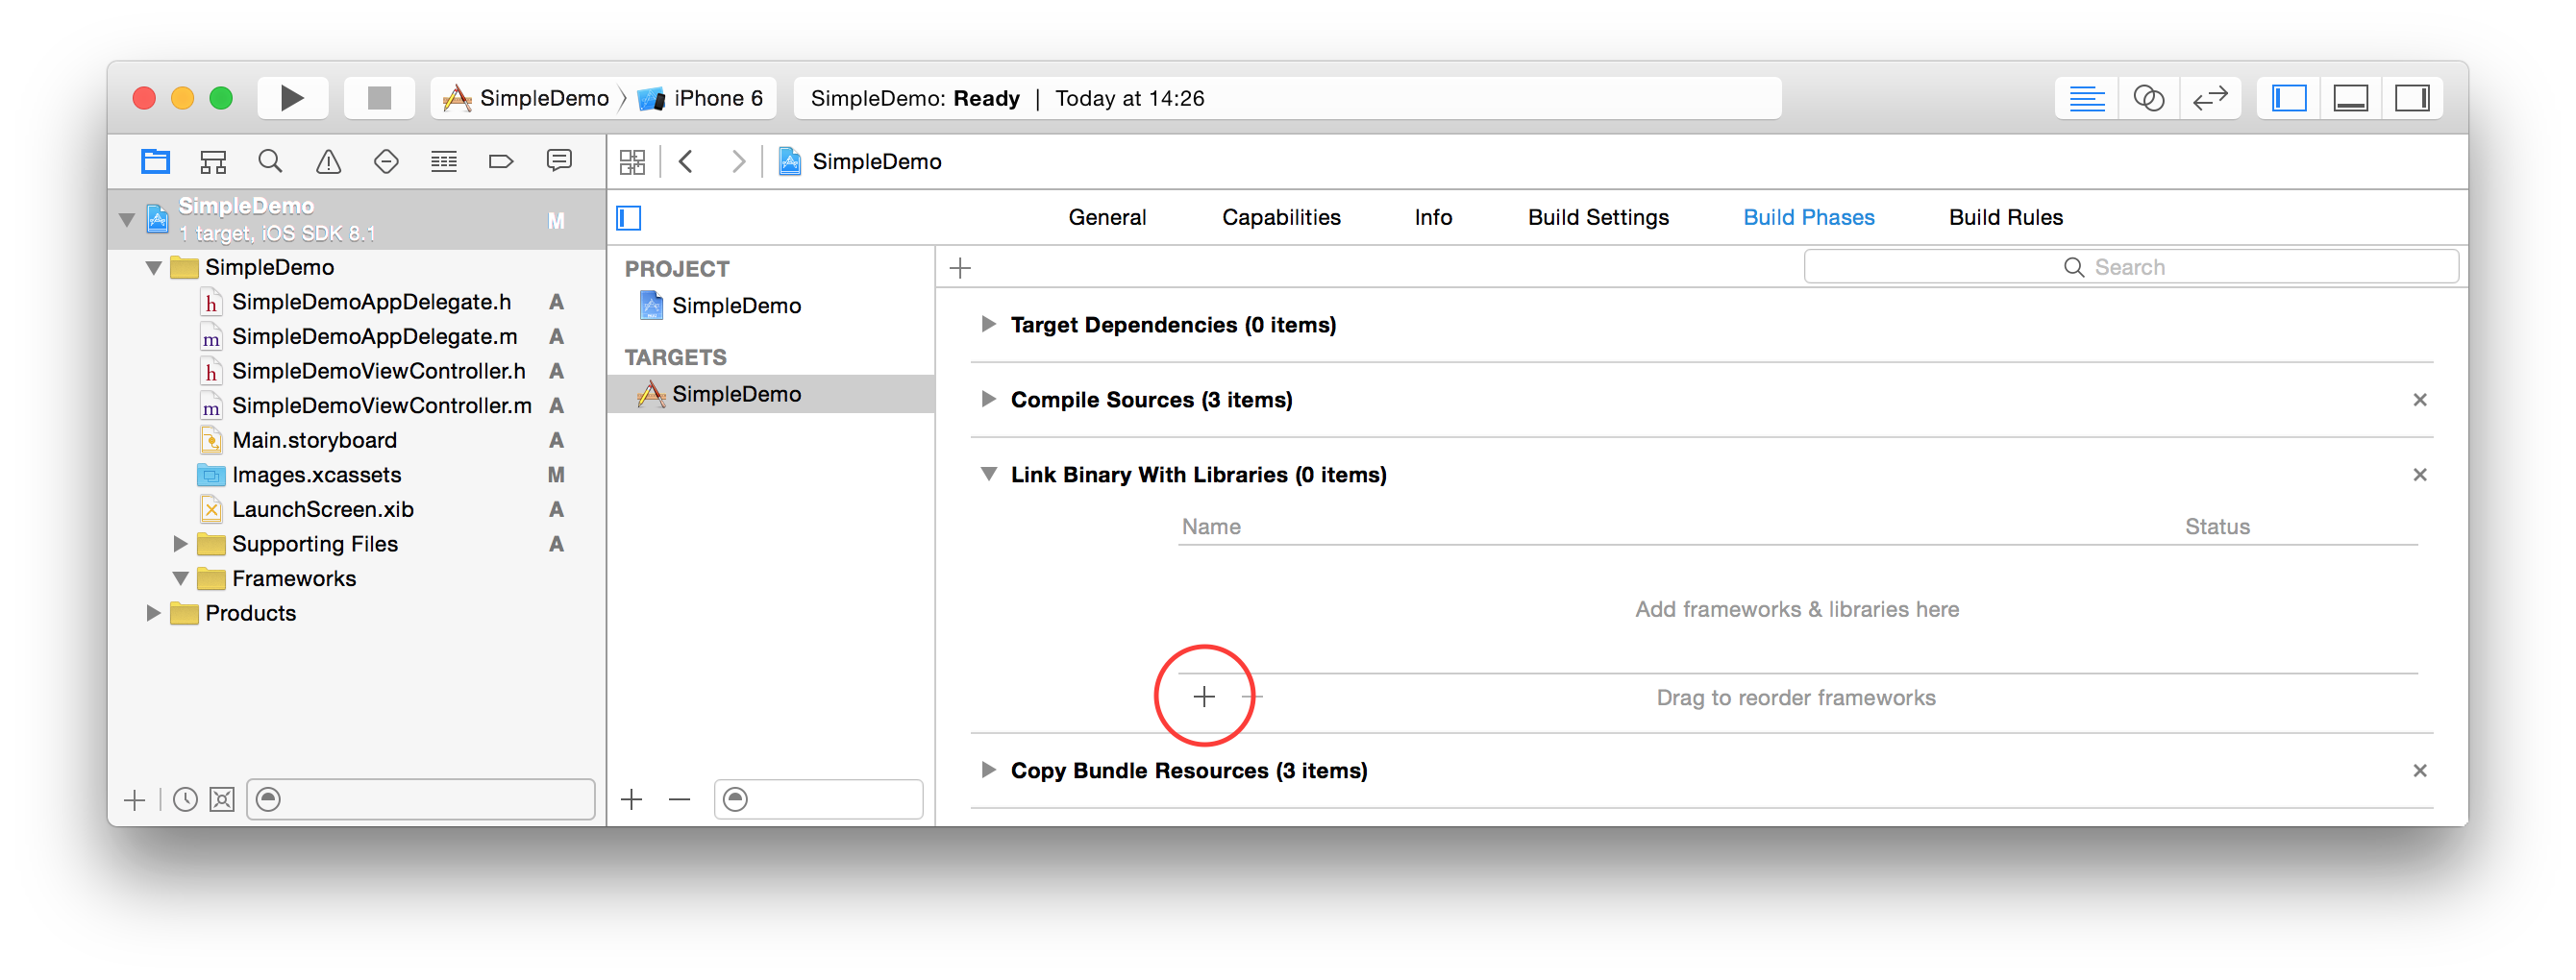 SimpleDemo
iPhone 6
SimpleDemo: Ready | Today at 14:26
SimpleDemo
SimpleDemo M
1 target, iOS SDK 8.1
SimpleDemo
h SimpleDemoAppDelegate.h A
m SimpleDemoAppDelegate.m A
h SimpleDemoViewController.h A
m SimpleDemoViewController.m A
Main.storyboard A
Images.xcassets M
LaunchScreen.xib A
Supporting Files A
Frameworks
Products
General Capabilities Info Build Settings Build Phases Build Rules
PROJECT
SimpleDemo
TARGETS
SimpleDemo
Search
Target Dependencies (0 items)
Compile Sources (3 items)
Link Binary With Libraries (0 items)
Name Status
Add frameworks & libraries here
Drag to reorder frameworks
Copy Bundle Resources (3 items)